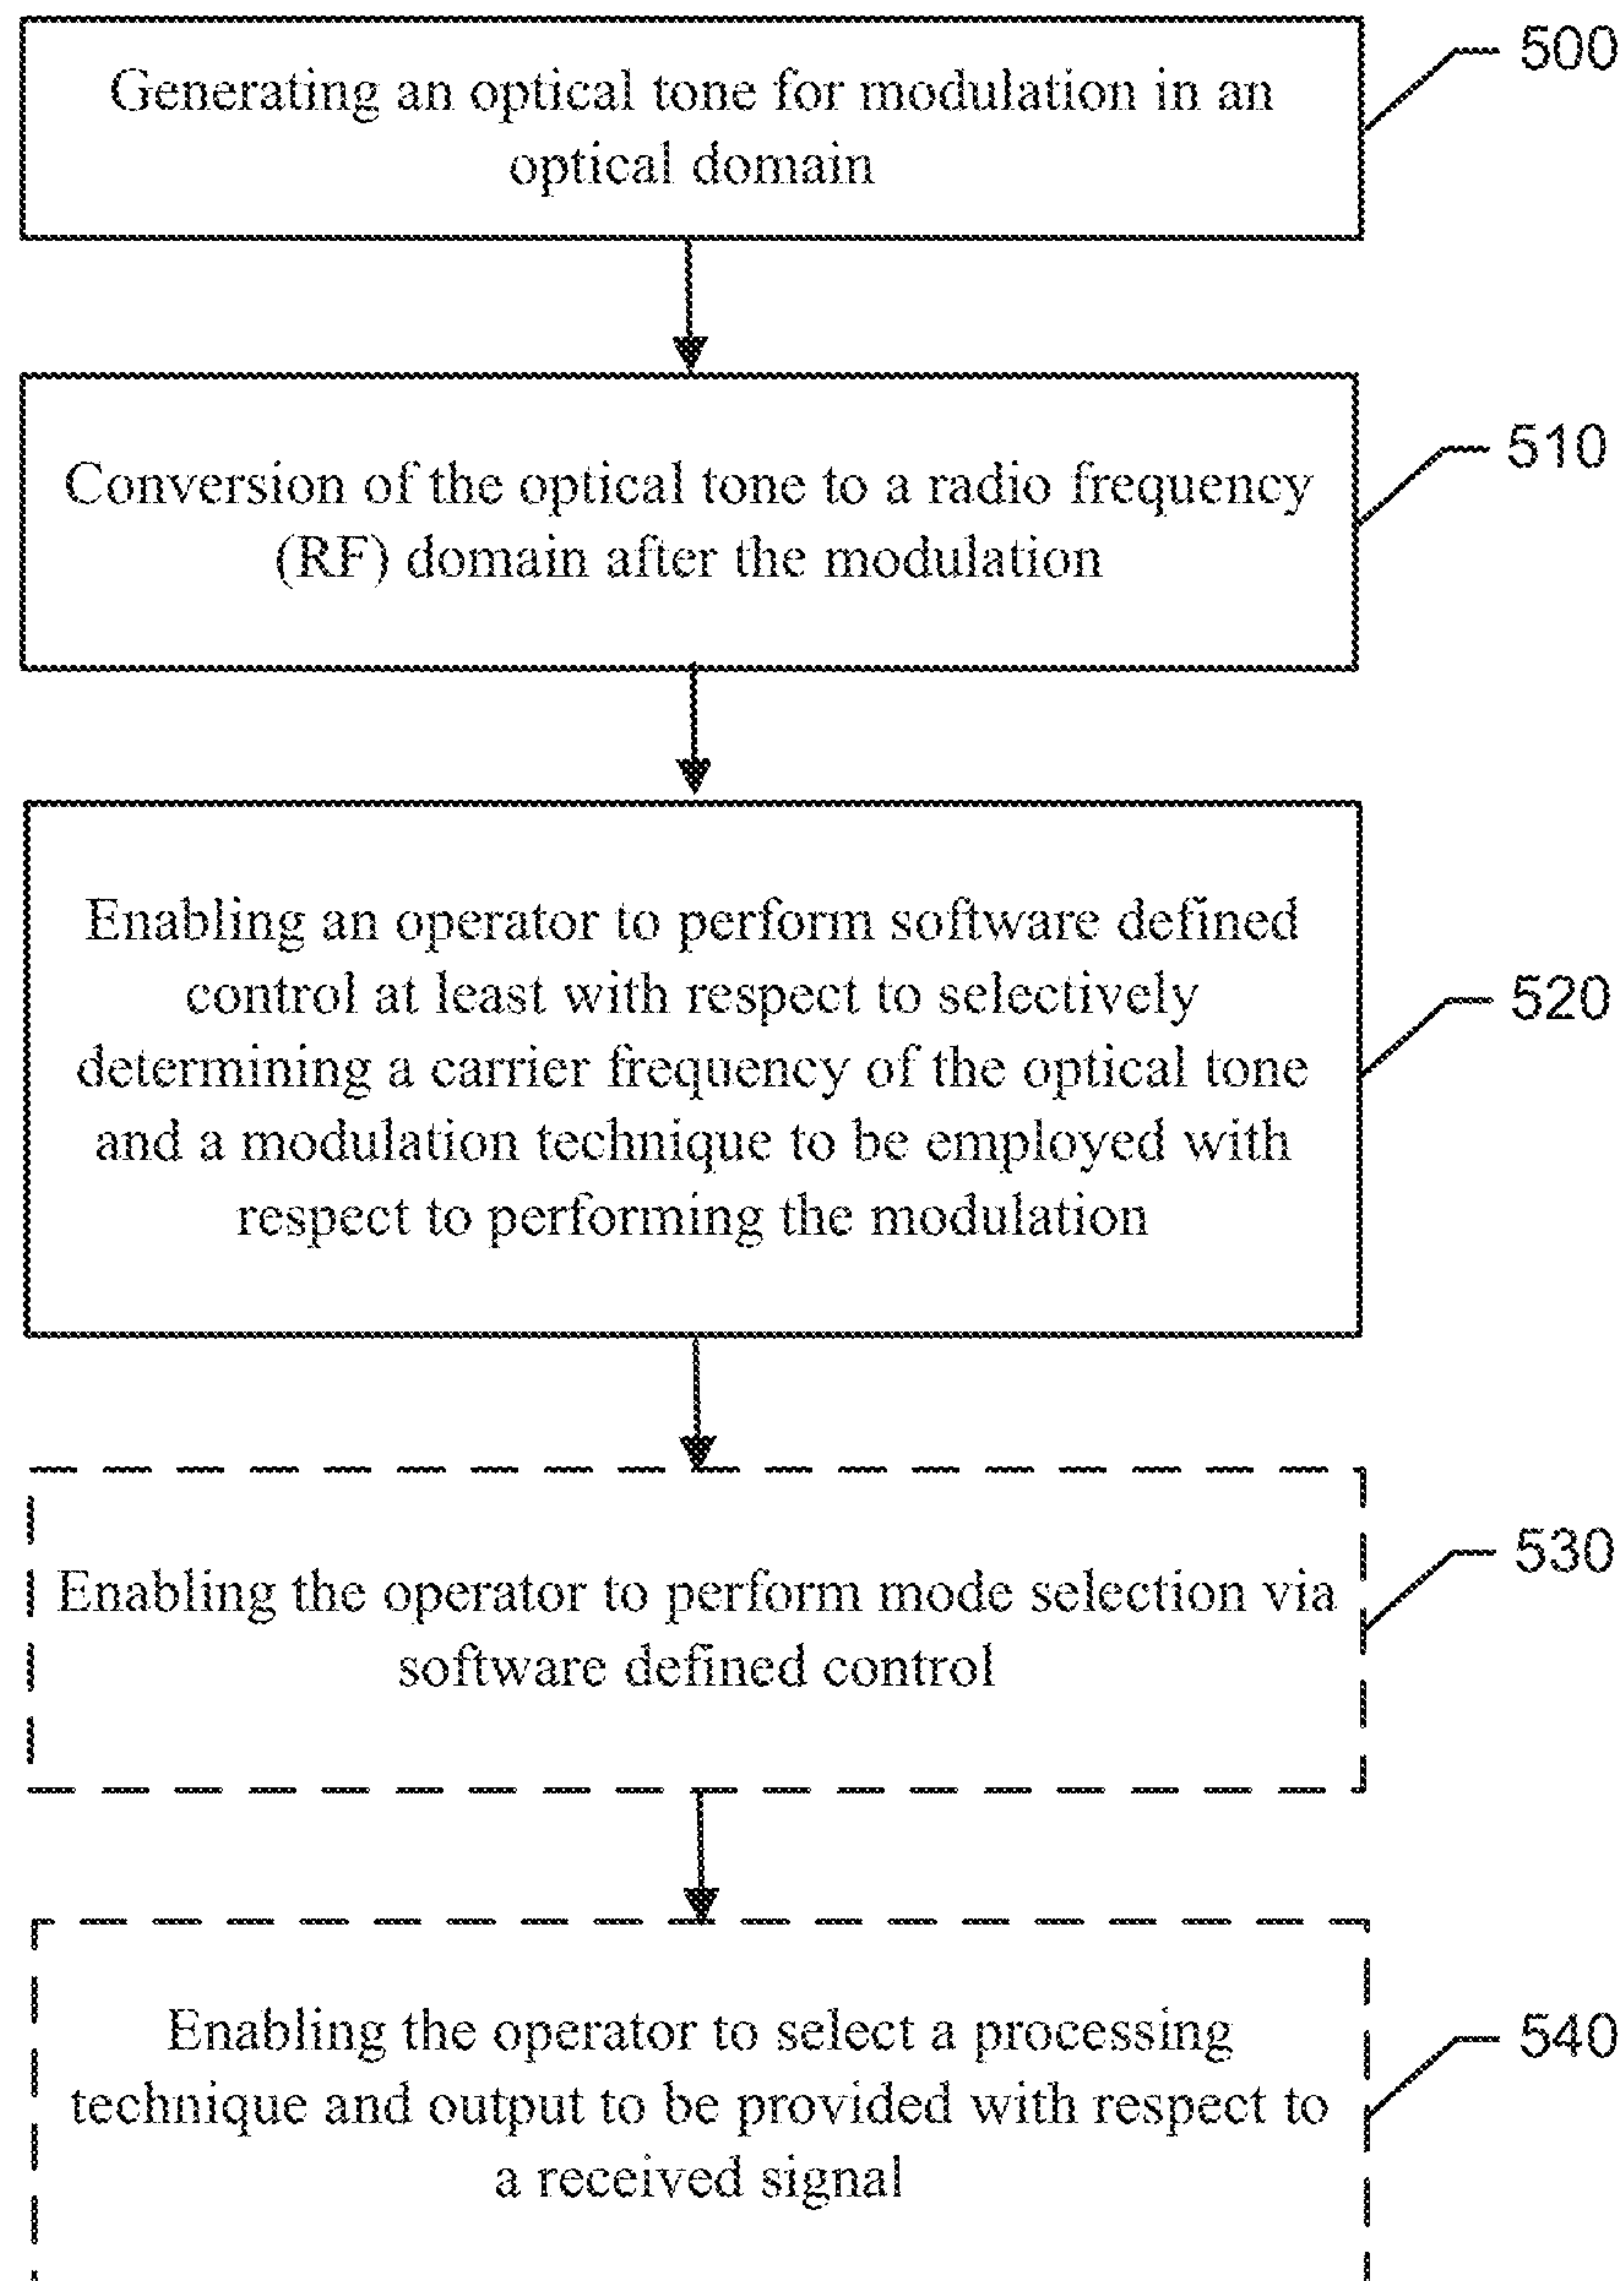 Generating an optical tone for modulation in an
optical domain
500
Conversion of the optical tone to a radio frequency
(RF) domain after the modulation
510
Enabling an operator to perform software defined
control at least with respect to selectively
determining a carrier frequency of the optical tone
and a modulation technique to be employed with
respect to performing the modulation
520
Enabling the operator to perform mode selection via
software defined control
530
Enabling the operator to select a processing
technique and output to be provided with respect to
a received signal
540